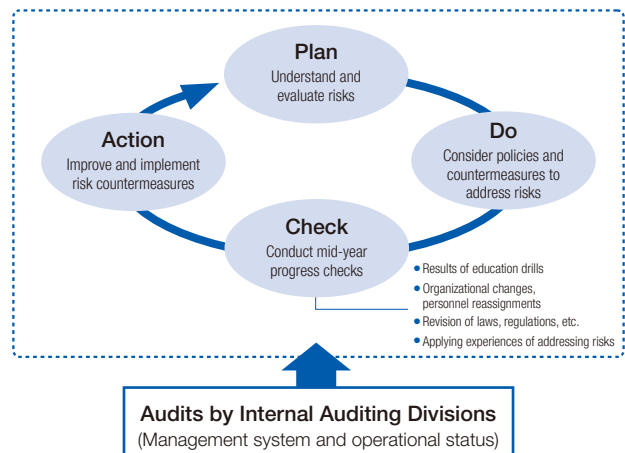 Plan
Understand and
evaluate risks
Action
Improve and implement
risk countermeasures
Do
Consider policies and
countermeasures to
address risks
Check
Conduct mid-year
progress checks
• Results of education drills
• Organizational changes,
personnel reassignments
• Revision of laws, regulations, etc.
• Applying experiences of addressing risks
Audits by Internal Auditing Divisions
(Management system and operational status)